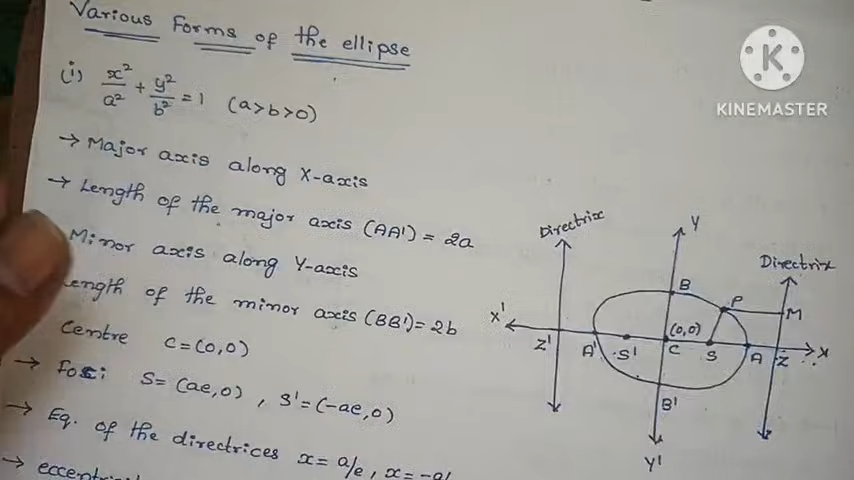 Various Forms of the ellipse
(i) x²/a² + y²/b² = 1 (a>b>0)
→ Major axis along X-axis
→ Length of the major axis (AA') = 2a
Minor axis along Y-axis
Length of the minor axis (BB') = 2b
Centre C=(0,0)
→ Foci: S=(ae,0), S'=(-ae,0)
→ Eq. of the directrices x= a/e, x= -a/
→
K
KINEMASTER
Directrix
Y
Directrix
B
P
M
X'
(0,0)
Z' A' S' C S A Z X
B'
Y'